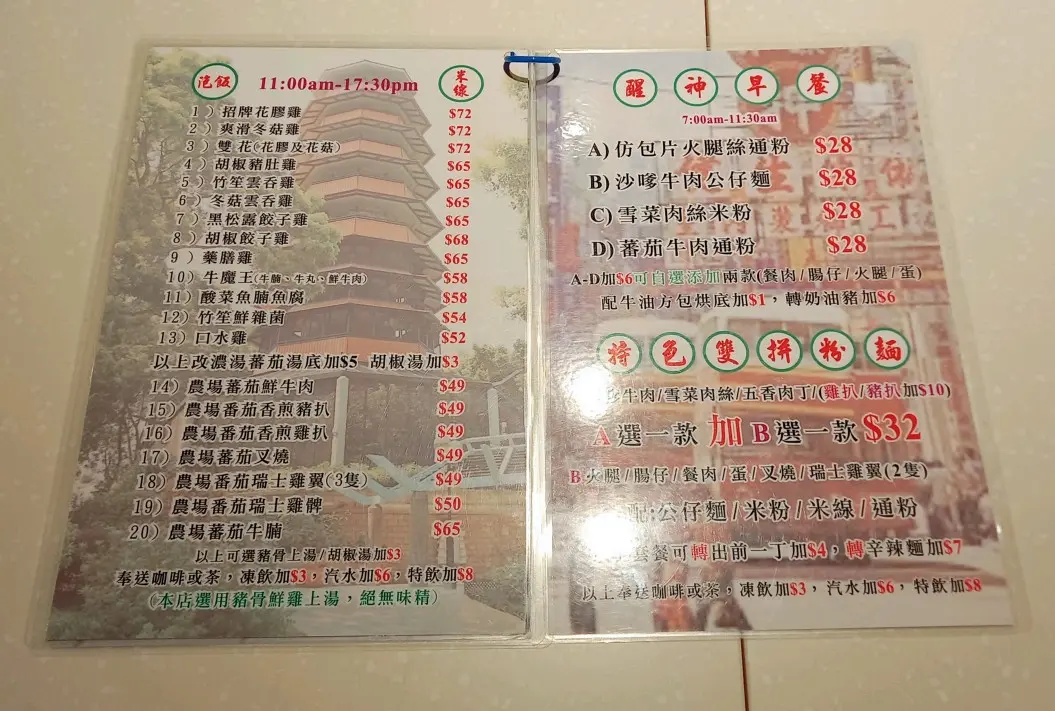 泡飯 11:00am-17:30pm 米線
1）招牌花膠雞 $72
2）爽滑冬菇雞 $72
3）雙花(花膠及花菇) $72
4）胡椒豬肚雞 $65
5）竹笙雲吞雞 $65
6）冬菇雲吞雞 $65
7）黑松露餃子雞 $65
8）胡椒餃子雞 $68
9）藥膳雞 $65
10）牛魔王(牛腩、牛丸、鮮牛肉) $58
11）酸菜魚腩魚腐 $58
12）竹笙鮮雜菌 $54
13）口水雞 $52
以上改濃湯蕃茄湯底加$5 胡椒湯加$3
14）農場蕃茄鮮牛肉 $49
15）農場番茄香煎豬扒 $49
16）農場番茄香煎雞扒 $49
17）農場蕃茄叉燒 $49
18）農場番茄瑞士雞翼(3隻) $49
19）農場番茄瑞士雞髀 $50
20）農場蕃茄牛腩 $65
以上可選豬骨上湯/胡椒湯加$3
奉送咖啡或茶，凍飲加$3，汽水加$6，特飲加$8
(本店選用豬骨鮮雞上湯，絕無味精)
醒神早餐
7:00am-11:30am
A) 仿包片火腿絲通粉 $28
B) 沙嗲牛肉公仔麵 $28
C) 雪菜肉絲米粉 $28
D) 蕃茄牛肉通粉 $28
A-D加$6可自選添加兩款(餐肉/腸仔/火腿/蛋)
配牛油方包烘底加$1，轉奶油豬加$6
特色雙拼粉麵
牛肉/雪菜肉絲/五香肉丁/(雞扒/豬扒加$10)
A選一款 加 B選一款 $32
B火腿/腸仔/餐肉/蛋/叉燒/瑞士雞翼(2隻)
配:公仔麵/米粉/米線/通粉
套餐可轉出前一丁加$4，轉辛辣麵加$7
以上奉送咖啡或茶，凍飲加$3，汽水加$6，特飲加$8